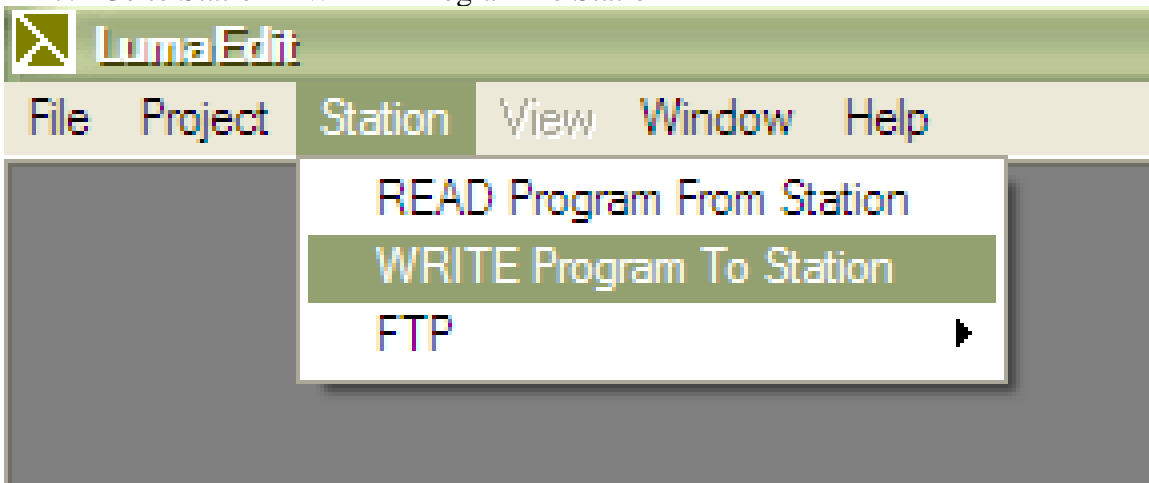 LumaEdit
File Project Station View Window Help
READ Program From Station
WRITE Program To Station
FTP